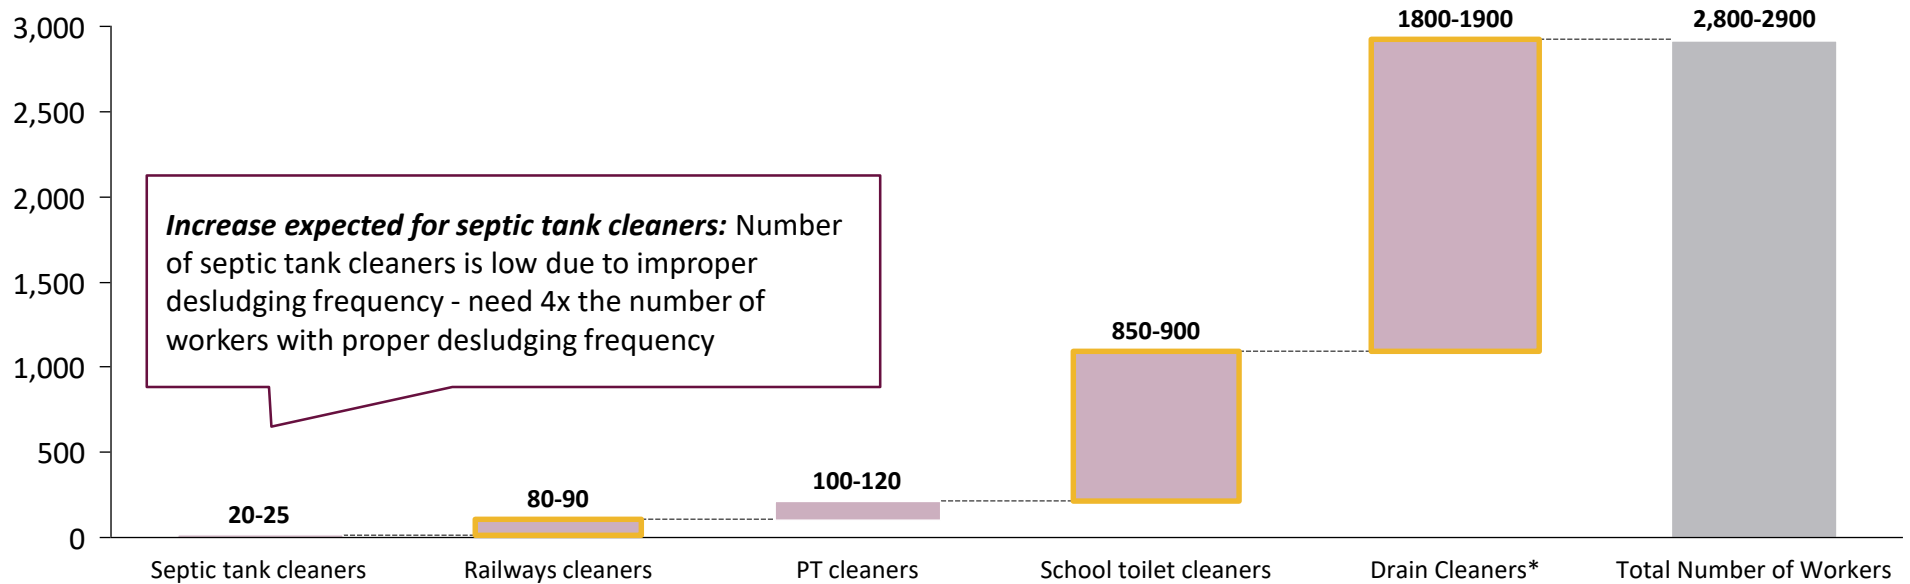 3,000
2,500
2,000
1,500
1,000
500
0
Increase expected for septic tank cleaners: Number
of septic tank cleaners is low due to improper
desludging frequency - need 4x the number of
workers with proper desludging frequency
20-25
80-90
100-120
850-900
1800-1900
2,800-2900
Septic tank cleaners
Railways cleaners
PT cleaners
School toilet cleaners
Drain Cleaners*
Total Number of Workers